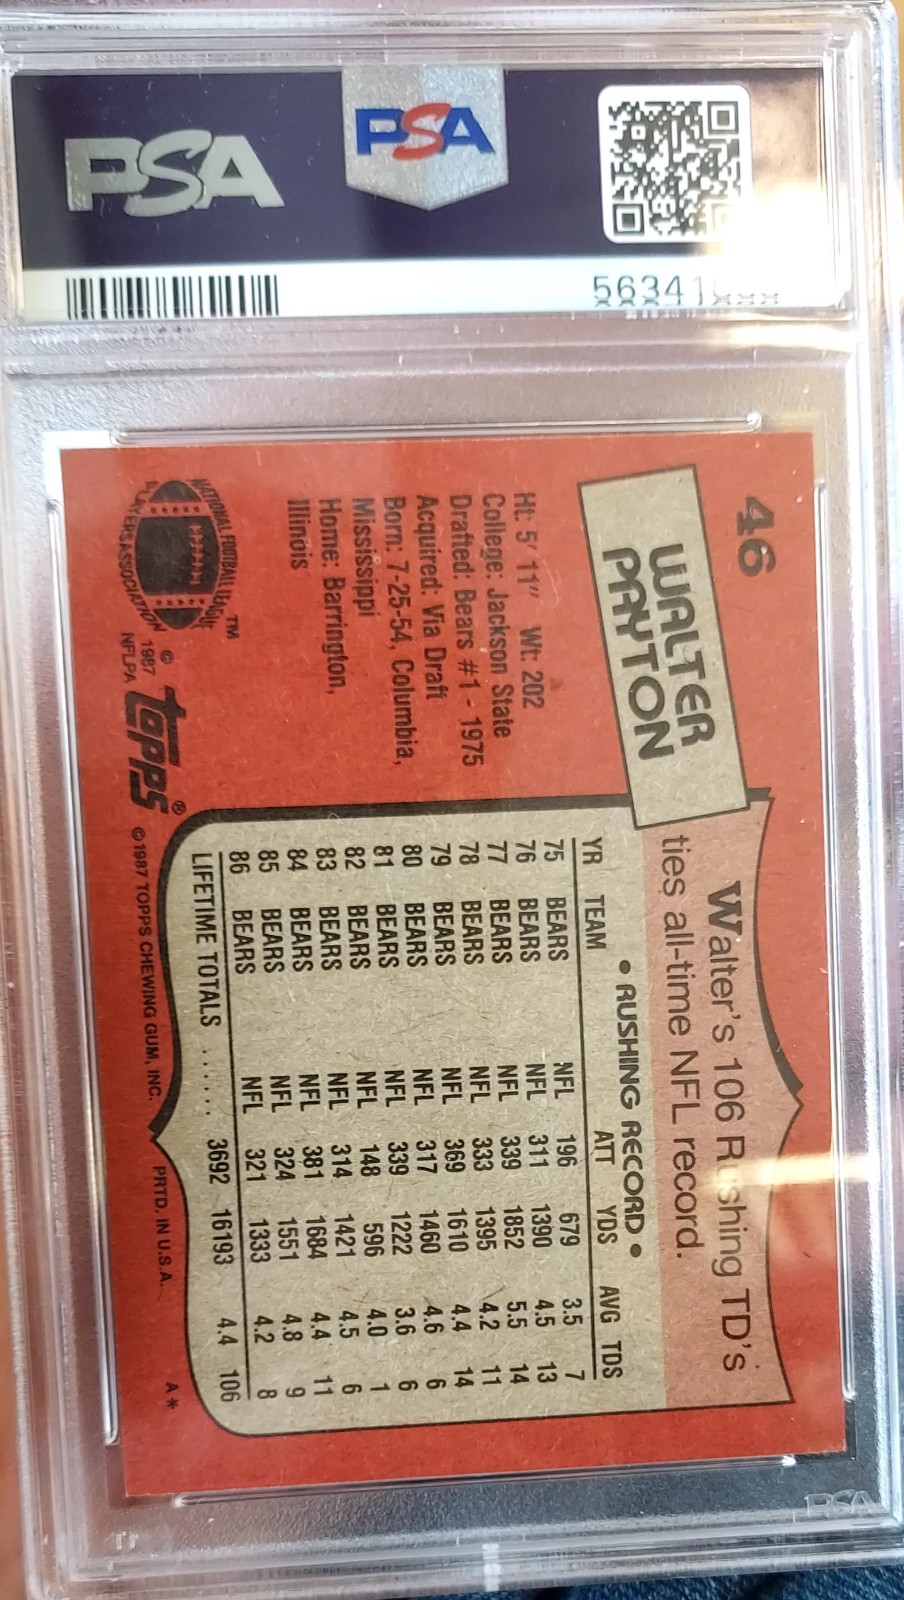 PSA
PSA
46
WALTER
PAYTON
Ht: 5' 11" Wt: 202
College: Jackson State
Drafted: Bears #1 - 1975
Acquired: Via Draft
Born: 7-25-54, Columbia,
Mississippi
Home: Barrington,
Illinois
NATIONAL FOOTBALL LEAGUE
PLAYERS ASSOCIATION
TM
© 1987
NFLPA
topps®
Walter's 106 Rushing TD's
ties all-time NFL record.
• RUSHING RECORD •
YR TEAM ATT YDS AVG TDS
75 BEARS NFL 196 679 3.5 7
76 BEARS NFL 311 1390 4.5 13
77 BEARS NFL 339 1852 5.5 14
78 BEARS NFL 333 1395 4.2 11
79 BEARS NFL 369 1610 4.4 14
80 BEARS NFL 317 1460 4.6 6
81 BEARS NFL 339 1222 3.6 6
82 BEARS NFL 148 596 4.0 1
83 BEARS NFL 314 1421 4.5 6
84 BEARS NFL 381 1684 4.4 11
85 BEARS NFL 324 1551 4.8 9
86 BEARS NFL 321 1333 4.2 8
LIFETIME TOTALS ...... 3692 16193 4.4 106
©1987 TOPPS CHEWING GUM, INC. PRTD. IN U.S.A. A*
PSA